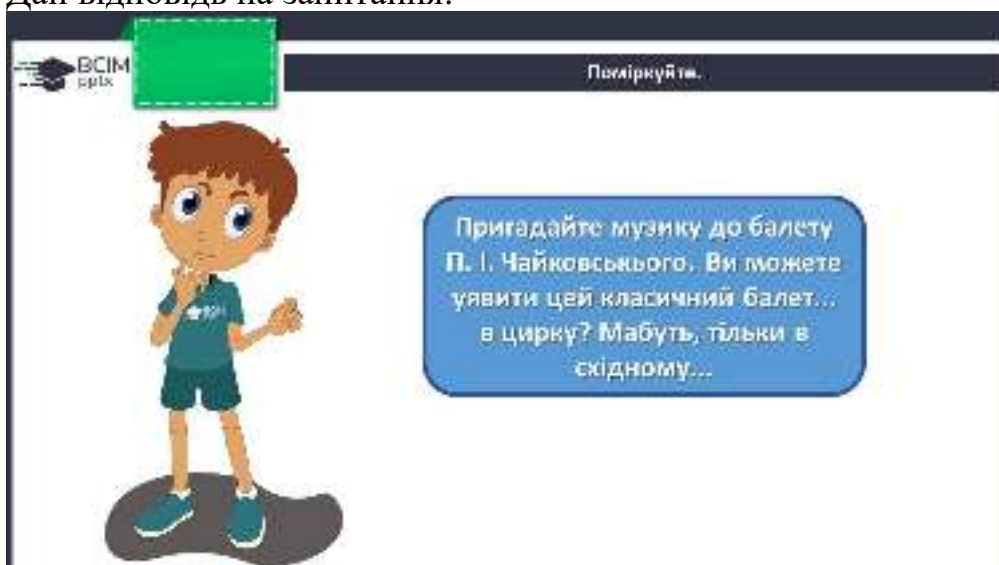 Дай відповідь на запитання.
ВСІМ
pptx
Поміркуйте.
Пригадайте музику до балету
П. І. Чайковського. Ви можете
уявити цей класичний балет...
в цирку? Мабуть, тільки в
східному...